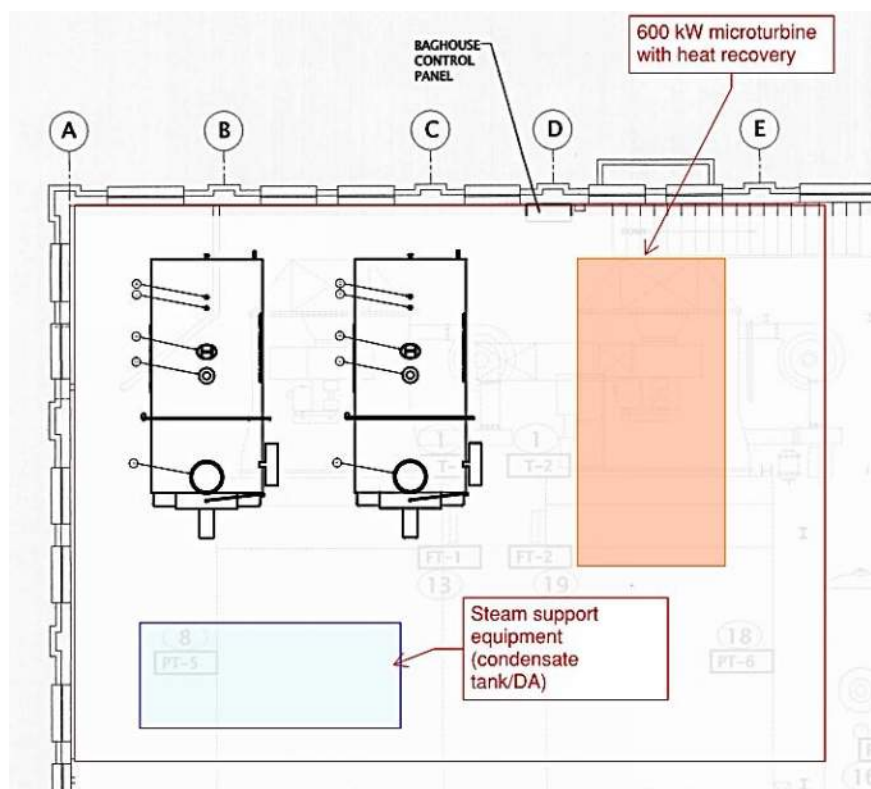 600 kW microturbine
with heat recovery
BAGHOUSE
CONTROL
PANEL
A
B
C
D
E
1
1
T-2
FT-1
FT-2
13
19
Steam support
equipment
(condensate
tank/DA)
8
PT-5
18
PT-6
16